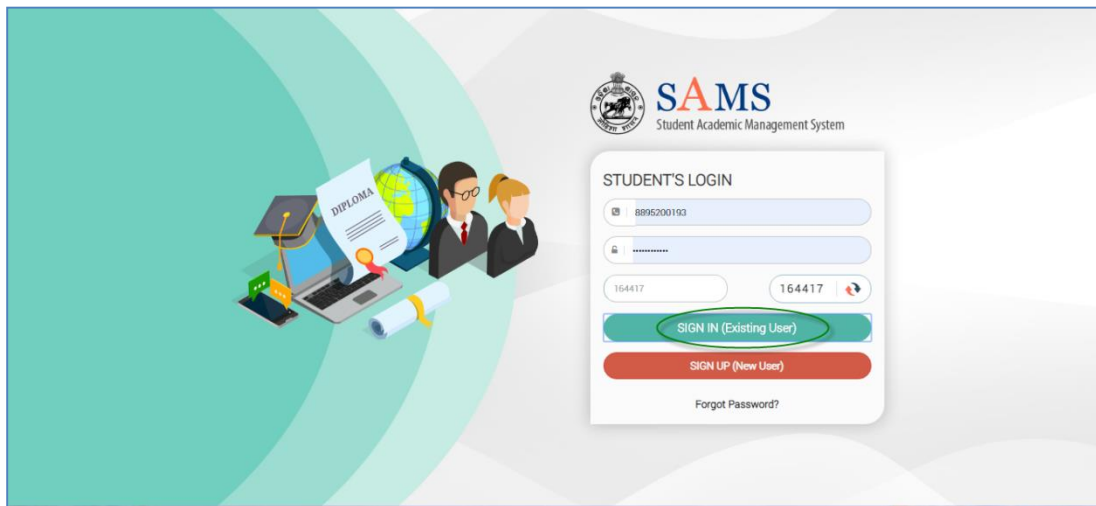 SAMS
Student Academic Management System
STUDENT'S LOGIN
8895200193
••••••••••••
164417 164417
SIGN IN (Existing User)
SIGN UP (New User)
Forgot Password?
DIPLOMA